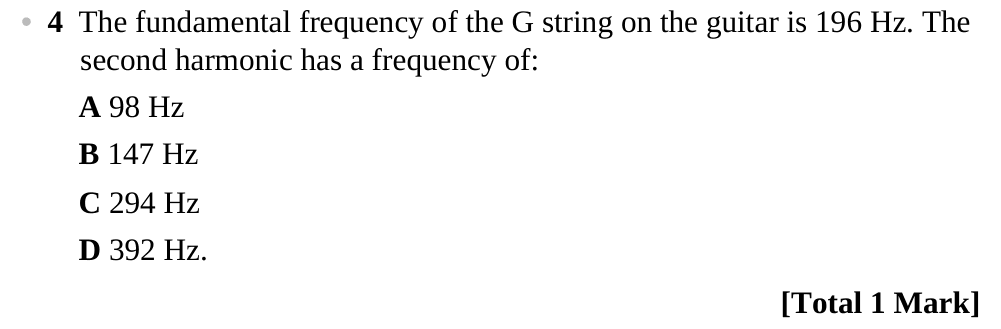 • 4 The fundamental frequency of the G string on the guitar is 196 Hz. The
second harmonic has a frequency of:
A 98 Hz
B 147 Hz
C 294 Hz
D 392 Hz.
[Total 1 Mark]